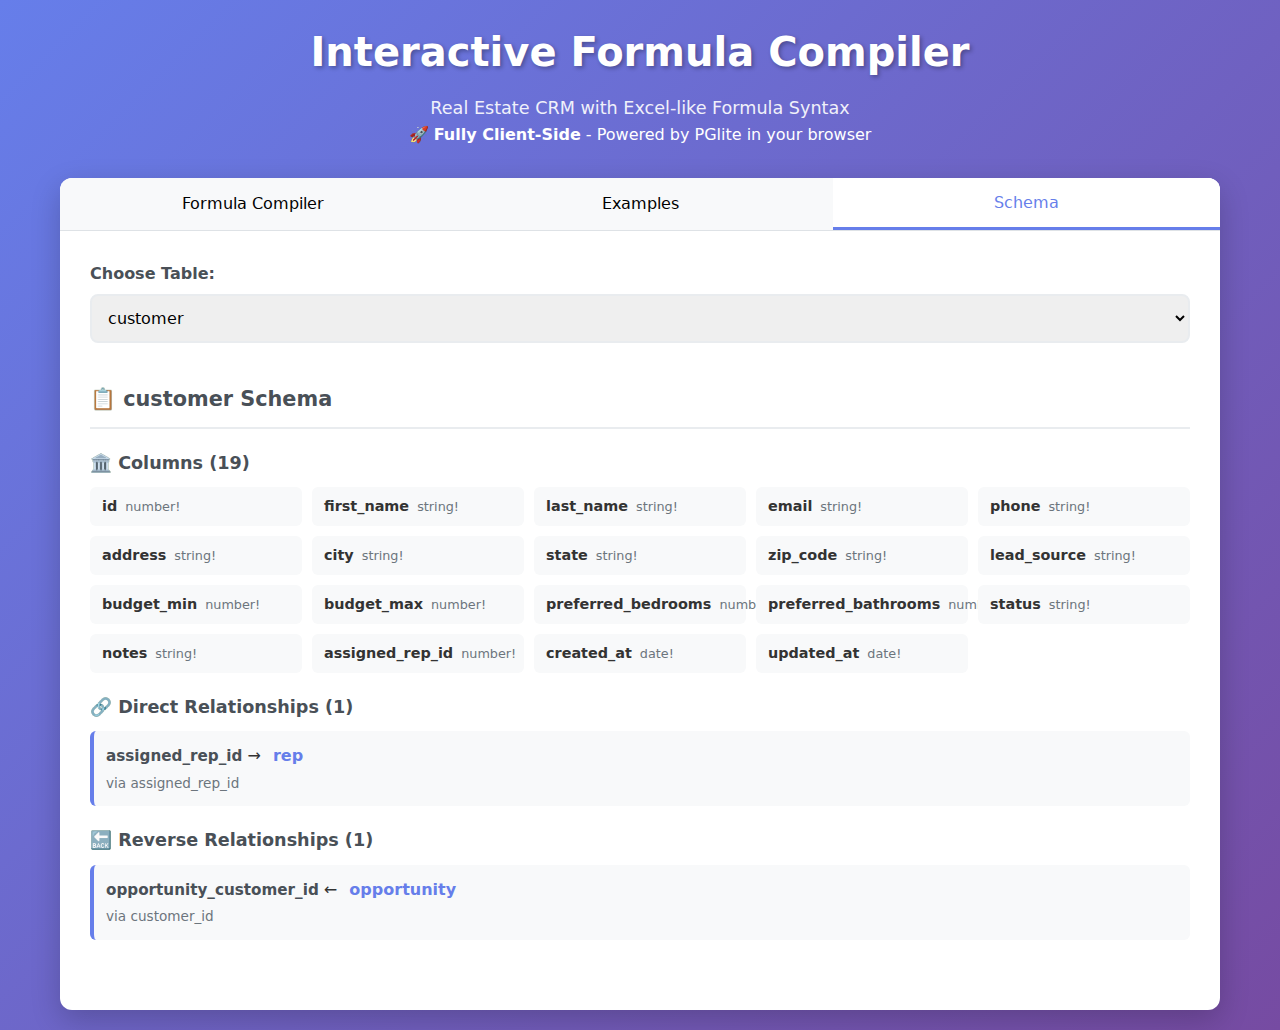 Interactive Formula Compiler
Real Estate CRM with Excel-like Formula Syntax
🚀 Fully Client-Side - Powered by PGlite in your browser
Formula Compiler Examples Schema
Choose Table:
customer
📋 customer Schema
🏛️ Columns (19)
id number! first_name string! last_name string! email string! phone string!
address string! city string! state string! zip_code string! lead_source string!
budget_min number! budget_max number! preferred_bedrooms numb preferred_bathrooms num status string!
notes string! assigned_rep_id number! created_at date! updated_at date!
🔗 Direct Relationships (1)
assigned_rep_id → rep
via assigned_rep_id
🔙 Reverse Relationships (1)
opportunity_customer_id ← opportunity
via customer_id